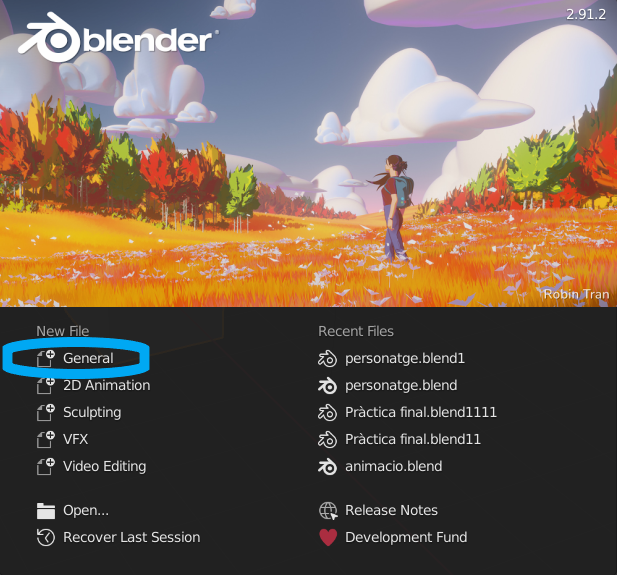 2.91.2
blender
Robin Tran
New File
General
2D Animation
Sculpting
VFX
Video Editing
Open...
Recover Last Session
Recent Files
personatge.blend1
personatge.blend
Pràctica final.blend1111
Pràctica final.blend11
animacio.blend
Release Notes
Development Fund